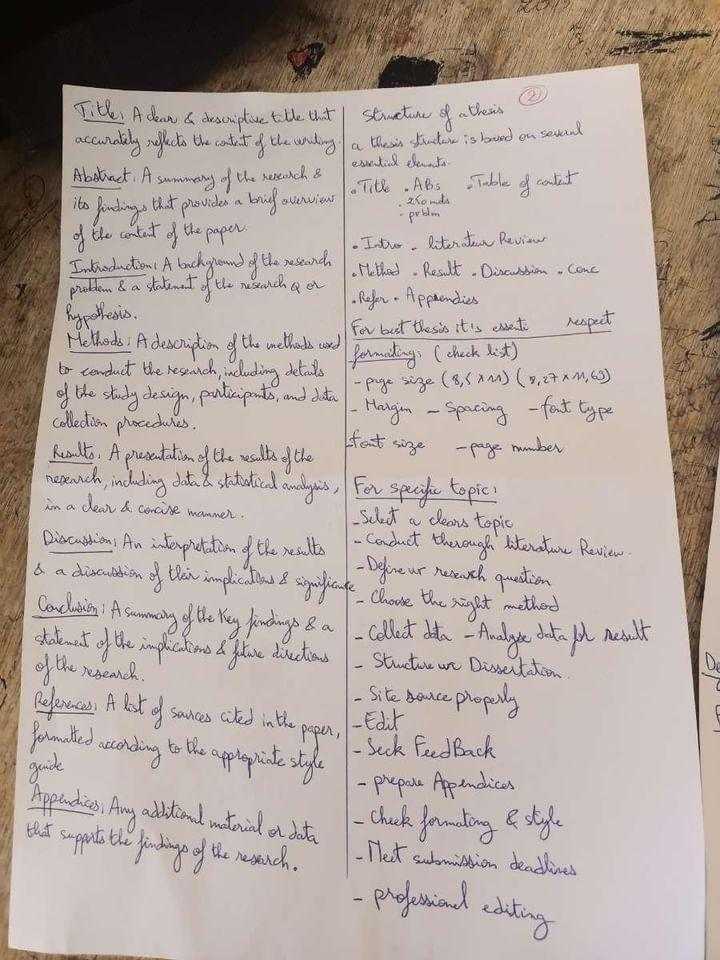 Title: A clear & descriptive title that
accurately reflects the content of the writing.
Abstract: A summary of the research &
its findings that provides a brief overview
of the content of the paper.
Introduction: A background of the research
problem & a statement of the research Q or
hypothesis.
Methods: A description of the methods used
to conduct the research, including details
of the study design, participants, and data
collection procedures.
Results: A presentation of the results of the
research, including data & statistical analysis,
in a clear & concise manner.
Discussion: An interpretation of the results
& a discussion of their implications & significance
Conclusion: A summary of the key findings & a
statement of the implications & future directions
of the research.
References: A list of sources cited in the paper,
formatted according to the appropriate style
guide
Appendices: Any additional material or data
that supports the findings of the research.
2
Structure of a thesis
a thesis structure is based on several
essential elements.
• Title • ABs • Table of content
- 250 words
- problm
• Intro - literature Review
• Method • Result • Discussion • Conc
• Refer • Appendies
For best thesis it's essenti respect
formating: (check list)
- page size (8,5 x 11) (8,27 x 11,69)
- Margin - Spacing - font type
- font size - page number
For specific topic:
- Select a clears topic
- Conduct therough literature Review.
- Define ur research question
- Choose the right method
- Collect data - Analyse data for result
- Structure ur Dissertation.
- Site source properly
- Edit
- Seek FeedBack
- prepare Appendices
- Check formating & style
- Meet submission deadlines
- professional editing